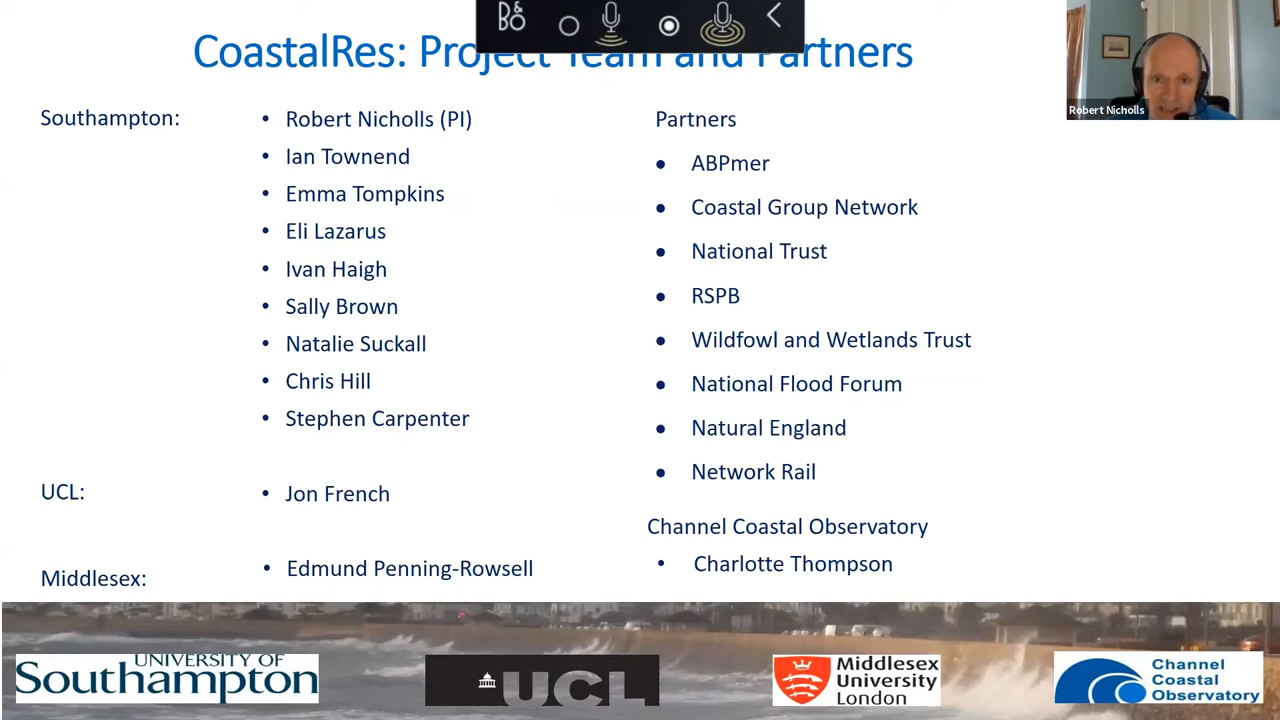 B&
BO
CoastalRes: Project Team and Partners
Robert Nicholls
Southampton:
• Robert Nicholls (PI)
• Ian Townend
• Emma Tompkins
• Eli Lazarus
• Ivan Haigh
• Sally Brown
• Natalie Suckall
• Chris Hill
• Stephen Carpenter
UCL:
• Jon French
Middlesex:
• Edmund Penning-Rowsell
Partners
• ABPmer
• Coastal Group Network
• National Trust
• RSPB
• Wildfowl and Wetlands Trust
• National Flood Forum
• Natural England
• Network Rail
Channel Coastal Observatory
• Charlotte Thompson
UNIVERSITY OF
Southampton
UCL
Middlesex
University
London
Channel
Coastal
Observatory